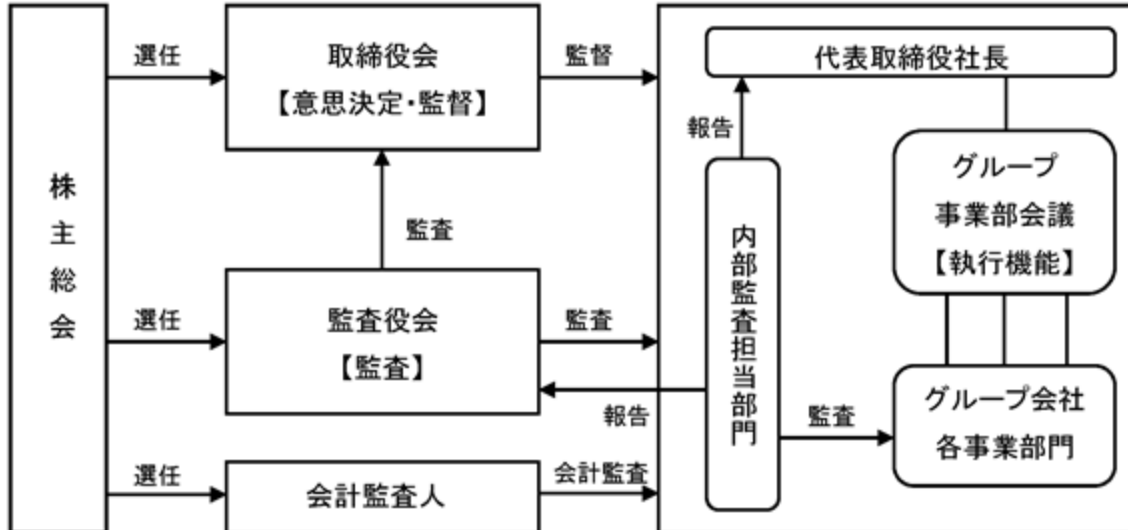 株主総会
選任
取締役会
【意思決定・監督】
監督
監査
選任
監査役会
【監査】
監査
報告
選任
会計監査人
会計監査
代表取締役社長
報告
内部監査担当部門
グループ
事業部会議
【執行機能】
監査
グループ会社
各事業部門